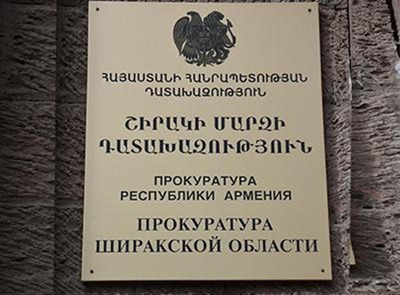 ՀԱՅԱՍՏԱՆԻ ՀԱՆՐԱՊԵՏՈՒԹՅԱՆ
ԴԱՏԱԽԱԶՈՒԹՅՈՒՆ
ՇԻՐԱԿԻ ՄԱՐԶԻ
ԴԱՏԱԽԱԶՈՒԹՅՈՒՆ
ПРОКУРАТУРА
РЕСПУБЛИКИ АРМЕНИЯ
ПРОКУРАТУРА
ШИРАКСКОЙ ОБЛАСТИ